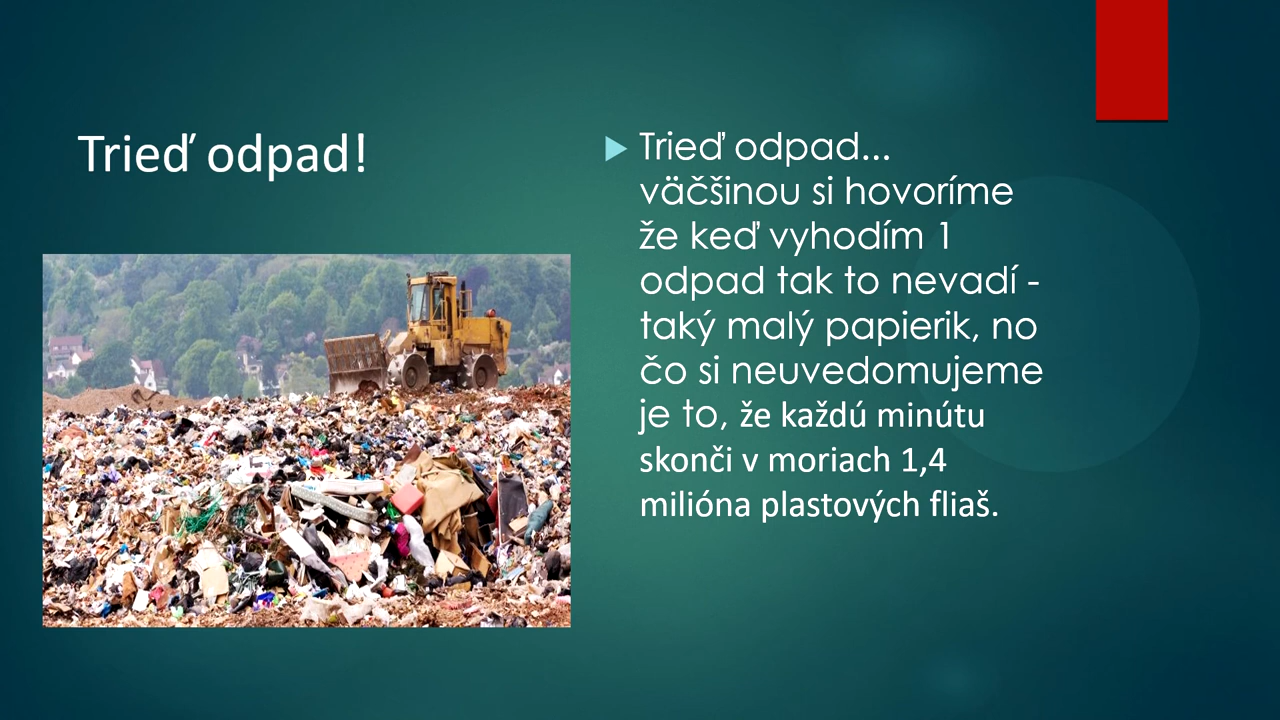 Trieď odpad!
Trieď odpad...
väčšinou si hovoríme
že keď vyhodím 1
odpad tak to nevadí -
taký malý papierik, no
čo si neuvedomujeme
je to, že každú minútu
skonči v moriach 1,4
milióna plastových fliaš.